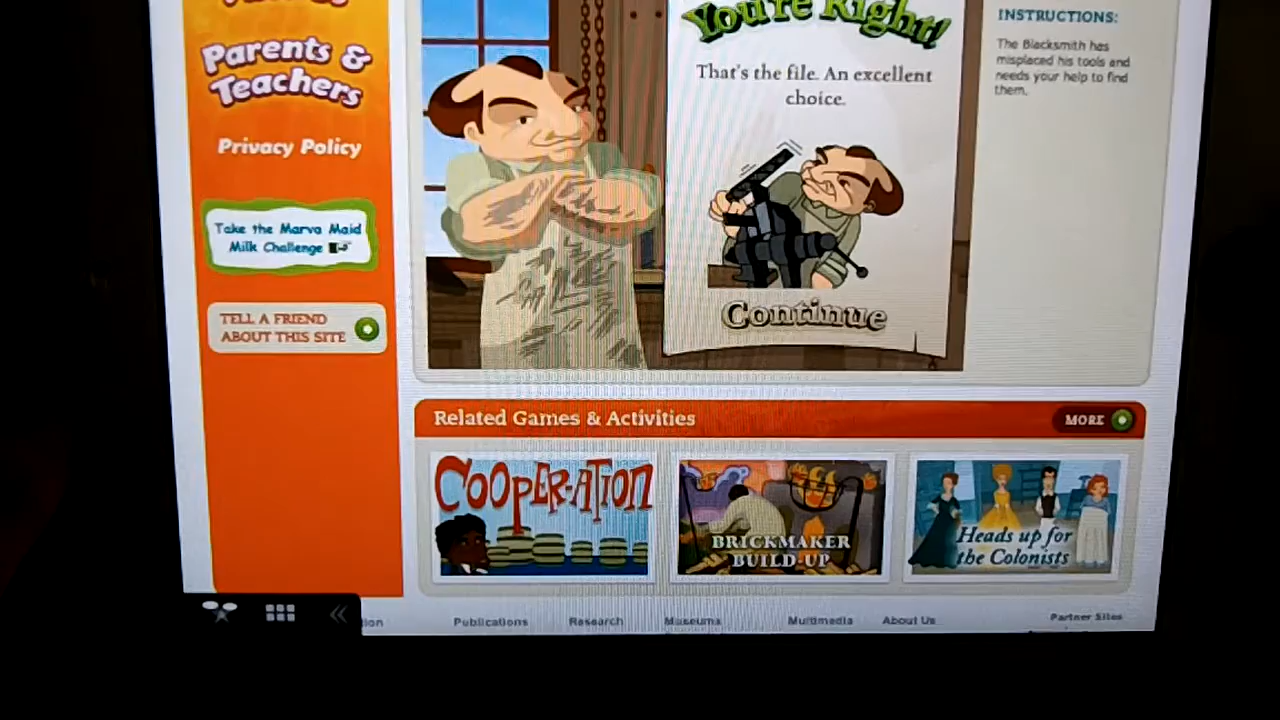 Parents &
Teachers
Privacy Policy
Take the Marva Maid
Milk Challenge
TELL A FRIEND
ABOUT THIS SITE
You're Right!
That's the file. An excellent
choice.
Continue
INSTRUCTIONS:
The Blacksmith has
misplaced his tools and
needs your help to find
them.
Related Games & Activities
MORE
COOPER-ATION
BRICKMAKER
BUILD-UP
Heads up for
the Colonists
Publications
Research
Museums
Multimedia
About Us
Partner Sites